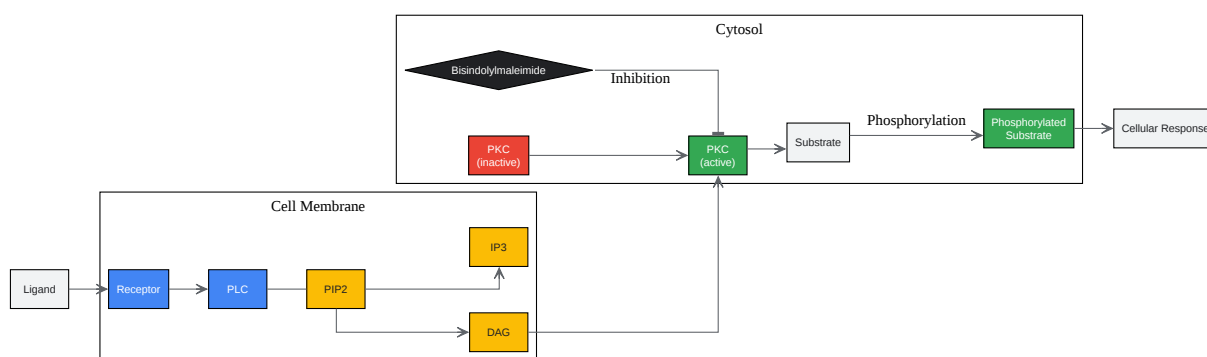 Cytosol
Bisindolylmaleimide
Inhibition
Phosphorylation
PKC
(inactive)
PKC
(active)
Substrate
Phosphorylated
Substrate
Cellular Response
Cell Membrane
IP3
Ligand
Receptor
PLC
PIP2
DAG